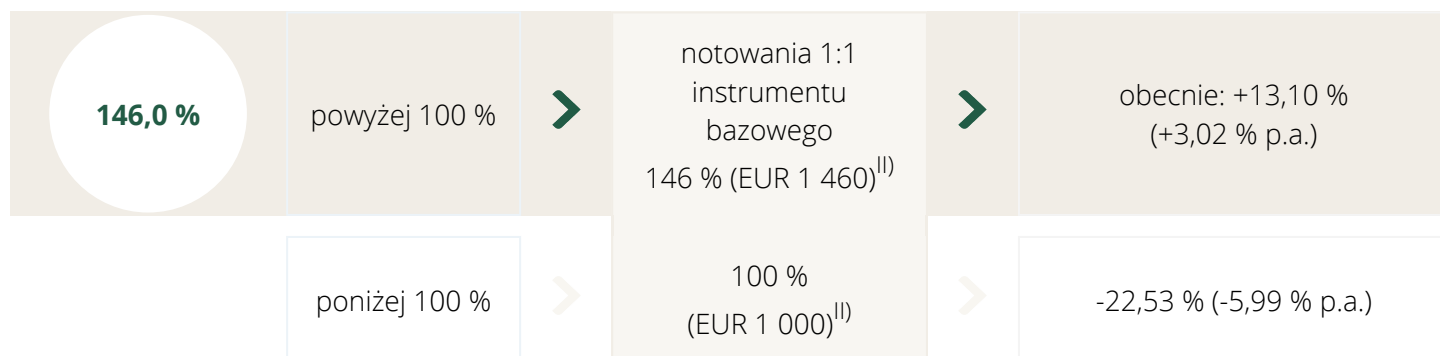 146,0 %
powyżej 100 %
notowania 1:1
instrumentu
bazowego
146 % (EUR 1 460)II)
obecnie: +13,10 %
(+3,02 % p.a.)
poniżej 100 %
100 %
(EUR 1 000)II)
-22,53 % (-5,99 % p.a.)